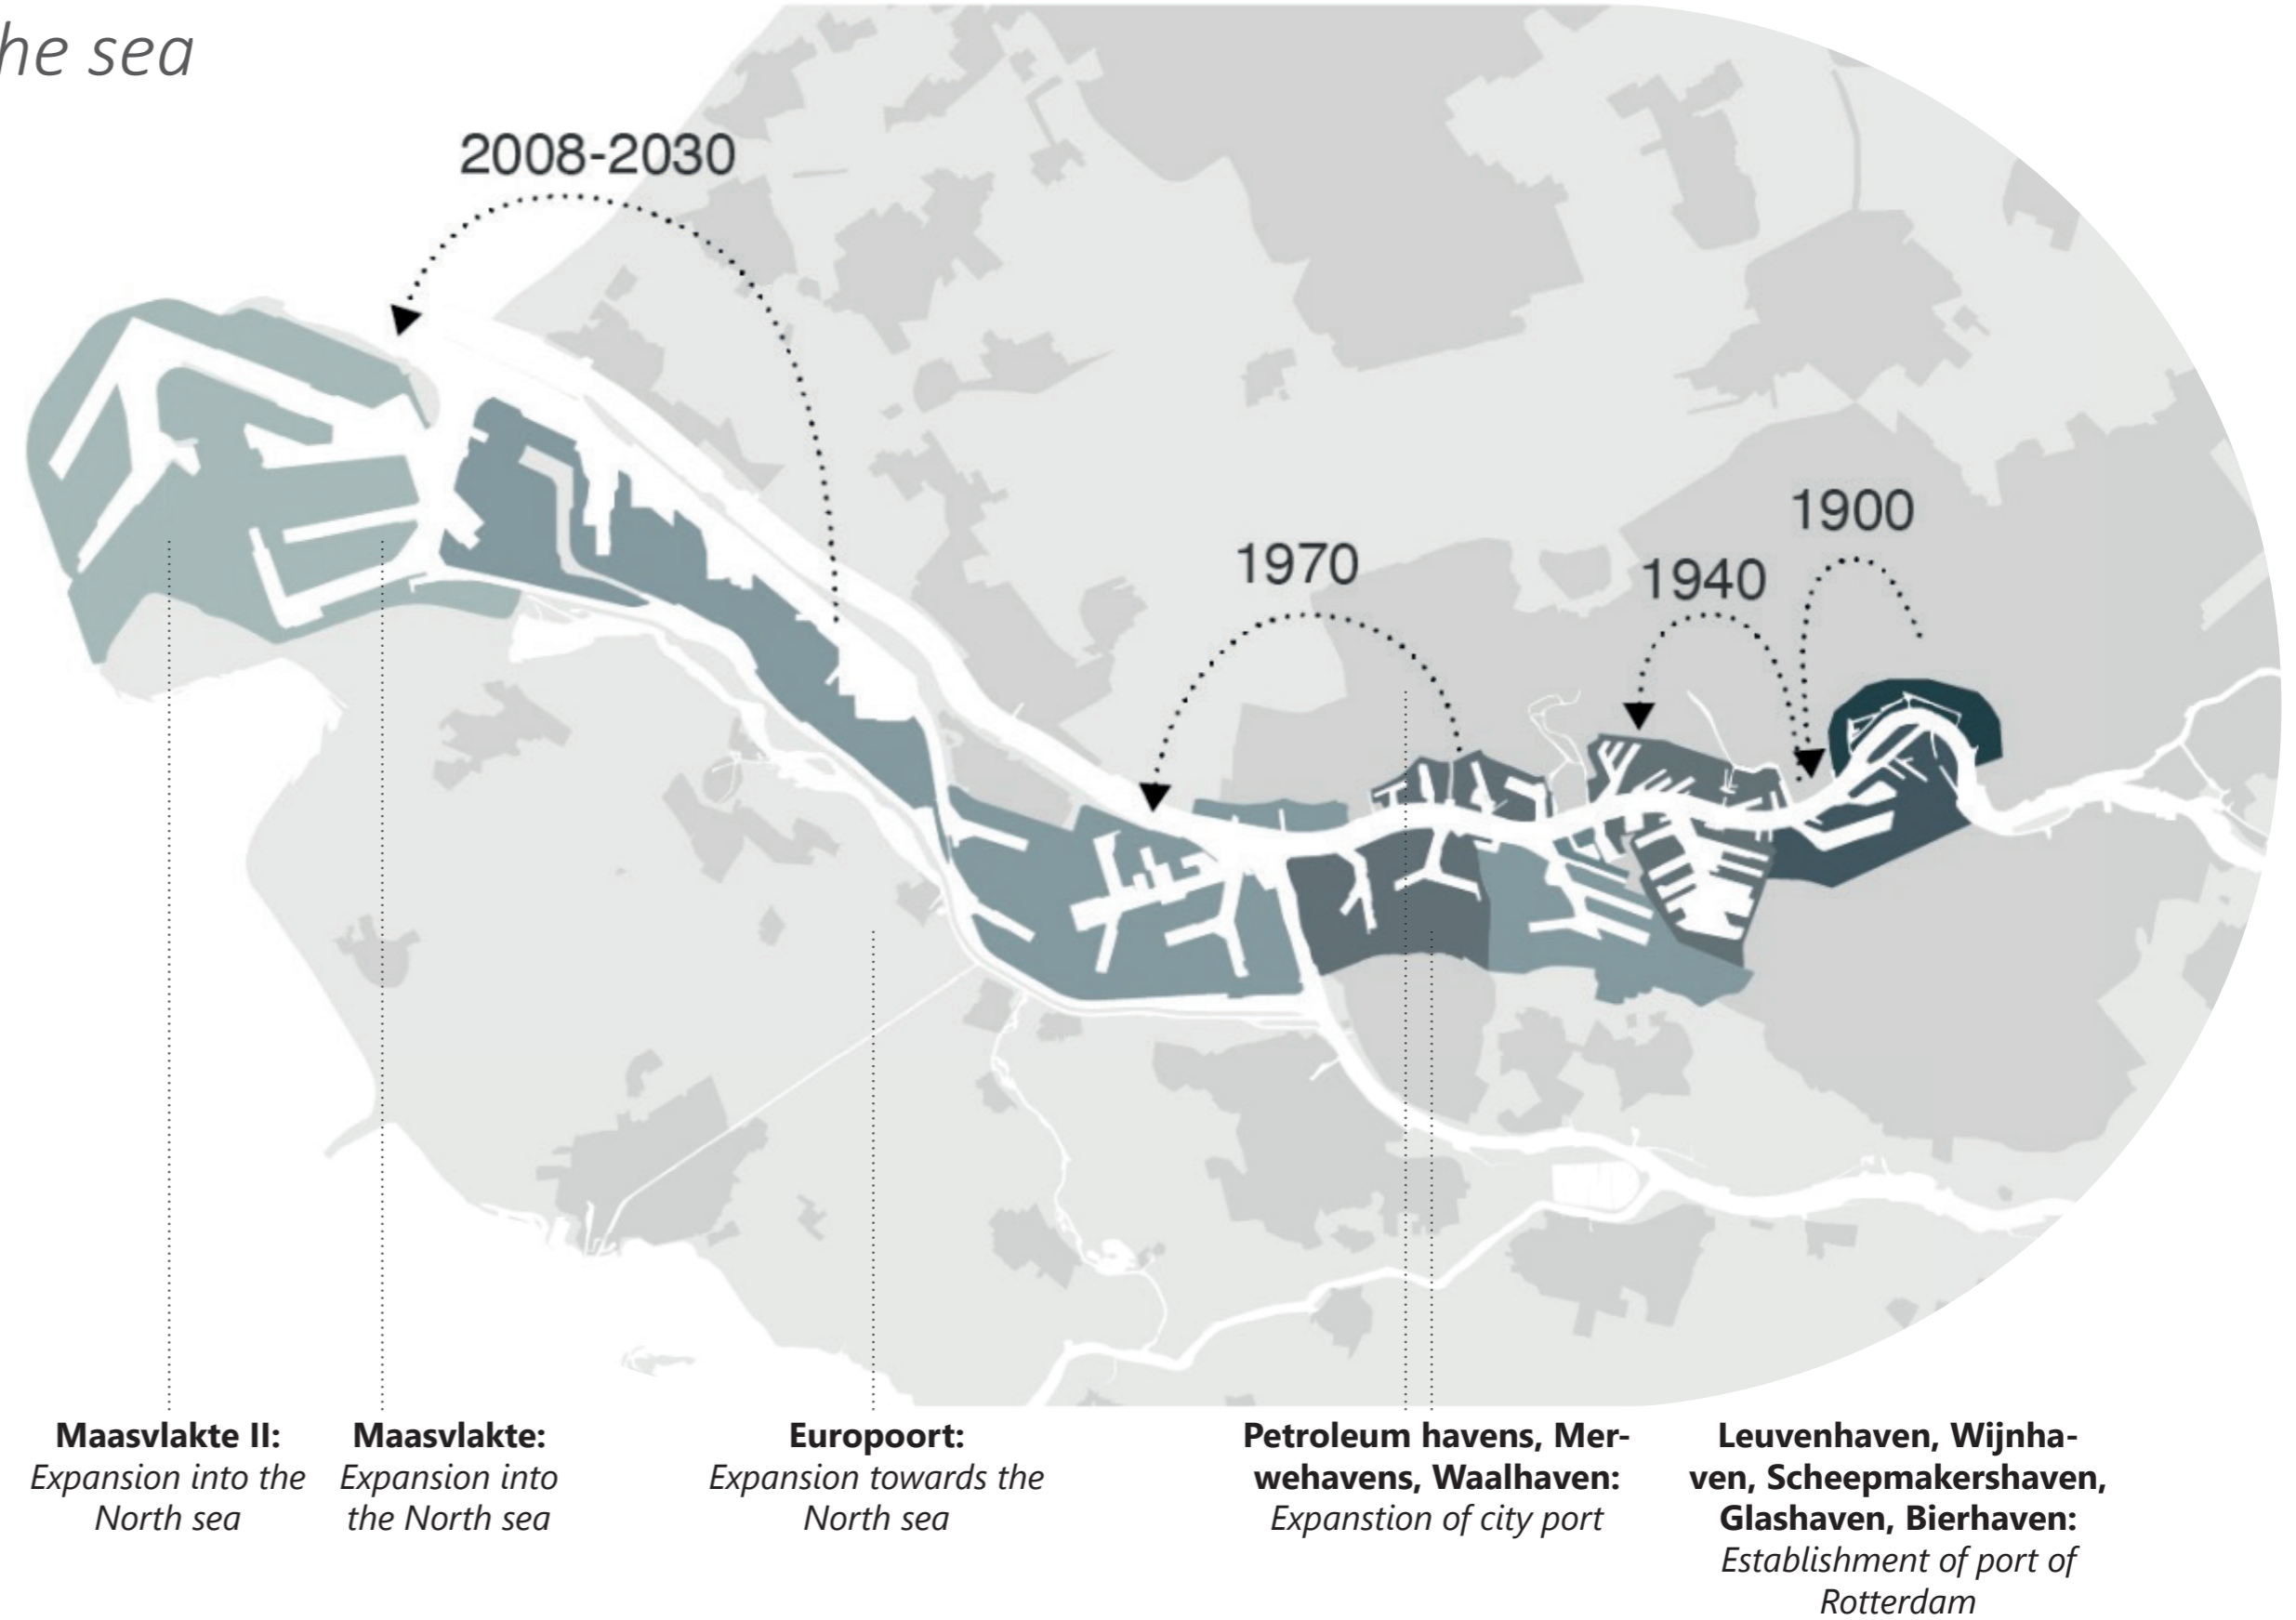 he sea
2008-2030
1900
1970
1940
Maasvlakte II:
Expansion into the
North sea
Maasvlakte:
Expansion into
the North sea
Europoort:
Expansion towards the
North sea
Petroleum havens, Mer-
wehavens, Waalhaven:
Expanstion of city port
Leuvenhaven, Wijnha-
ven, Scheepmakershaven,
Glashaven, Bierhaven:
Establishment of port of
Rotterdam